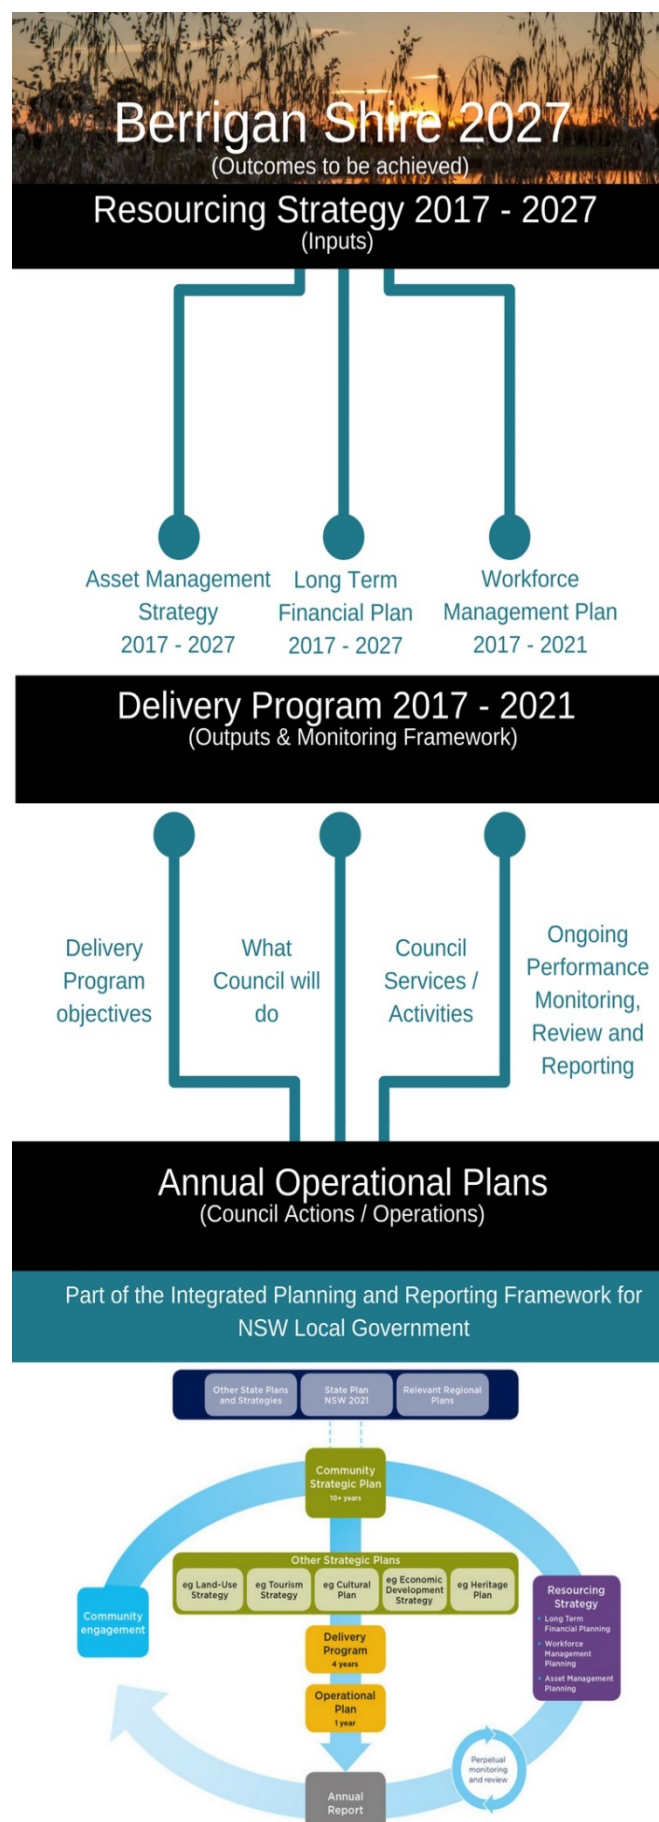 Berrigan Shire 2027
(Outcomes to be achieved)
Resourcing Strategy 2017 - 2027
(Inputs)
Asset Management
Strategy
2017 - 2027
Long Term
Financial Plan
2017 - 2027
Workforce
Management Plan
2017 - 2021
Delivery Program 2017 - 2021
(Outputs & Monitoring Framework)
Delivery
Program
objectives
What
Council will
do
Council
Services /
Activities
Ongoing
Performance
Monitoring,
Review and
Reporting
Annual Operational Plans
(Council Actions / Operations)
Part of the Integrated Planning and Reporting Framework for
NSW Local Government
Other State Plans
and Strategies
State Plan
NSW 2021
Relevant Regional
Plans
Community
Strategic Plan
10+ years
Other Strategic Plans
eg Land-Use
Strategy
eg Tourism
Strategy
eg Cultural
Plan
eg Economic
Development
Strategy
eg Heritage
Plan
Community
engagement
Resourcing
Strategy
• Long Term
Financial Planning
• Workforce
Management
Planning
• Asset Management
Planning
Delivery
Program
4 years
Operational
Plan
1 year
Perpetual
monitoring
and review
Annual
Report